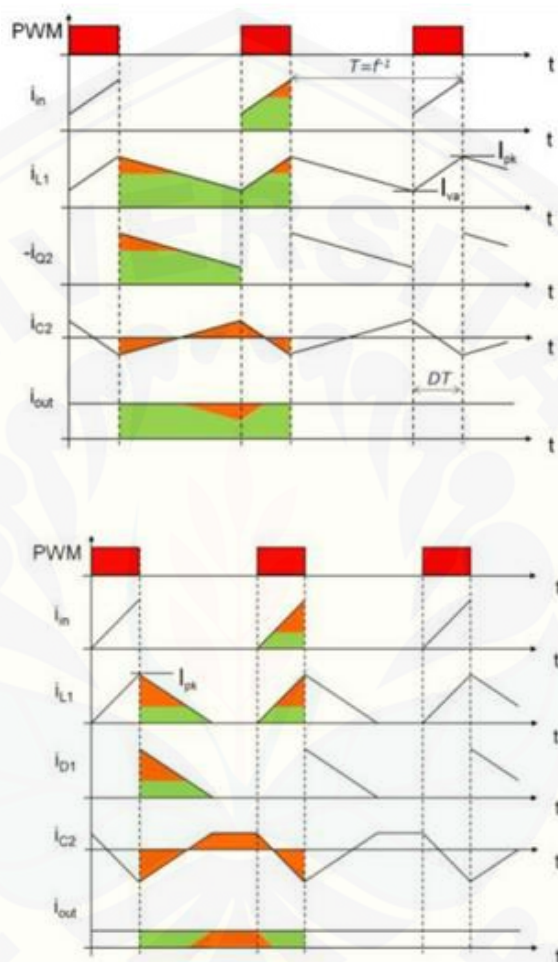 PWM
t
T=f⁻¹
i_in
t
I_pk
i_L1
I_va
t
-i_Q2
t
i_C2
t
DT
i_out
t
PWM
t
i_in
t
I_pk
i_L1
t
i_D1
t
i_C2
t
i_out
t